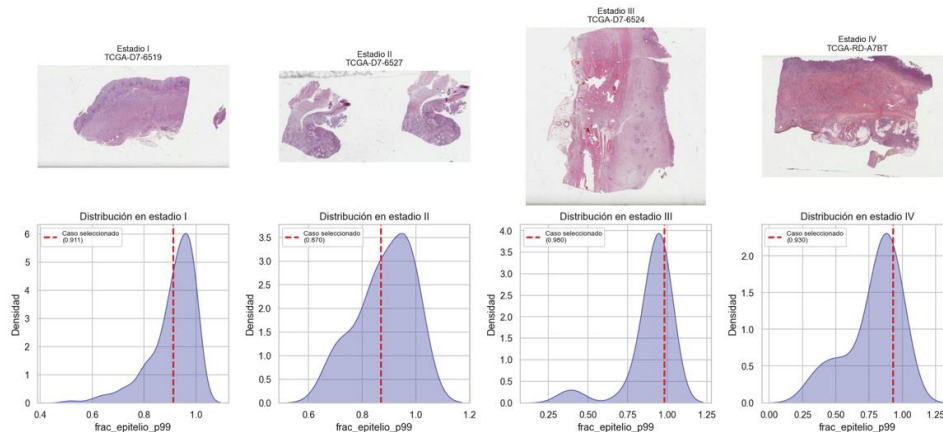 Estadio I
TCGA-D7-6519
Estadio II
TCGA-D7-6527
Estadio III
TCGA-D7-6524
Estadio IV
TCGA-RD-A7BT
Distribución en estadio I
Caso seleccionado
(0.911)
Densidad
6
5
4
3
2
1
0
0.4 0.6 0.8 1.0
frac_epitelio_p99
Distribución en estadio II
Caso seleccionado
(0.870)
Densidad
3.5
3.0
2.5
2.0
1.5
1.0
0.5
0.0
0.6 0.8 1.0 1.2
frac_epitelio_p99
Distribución en estadio III
Caso seleccionado
(0.980)
Densidad
4.0
3.5
3.0
2.5
2.0
1.5
1.0
0.5
0.0
0.25 0.50 0.75 1.00 1.25
frac_epitelio_p99
Distribución en estadio IV
Caso seleccionado
(0.930)
Densidad
2.0
1.5
1.0
0.5
0.0
0.00 0.25 0.50 0.75 1.00 1.25
frac_epitelio_p99